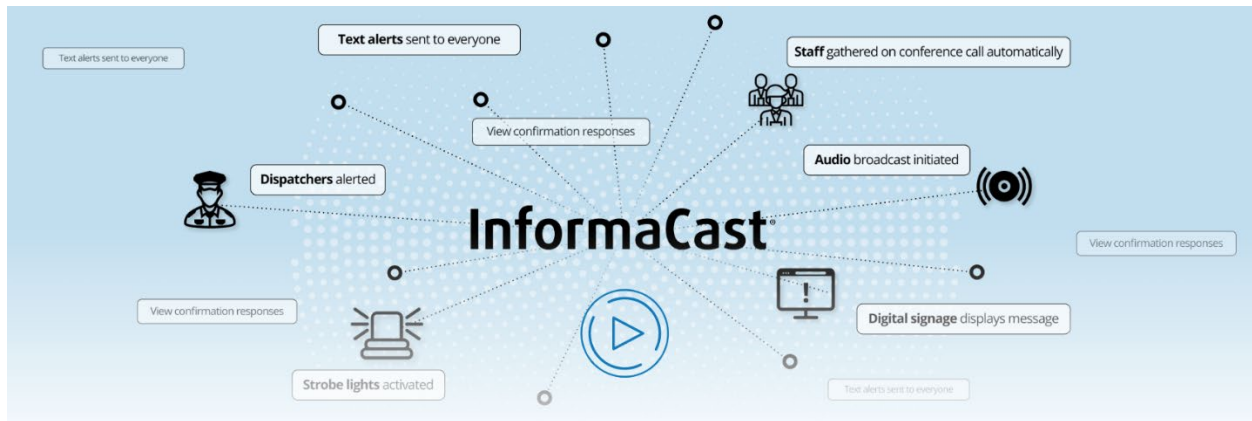 Text alerts sent to everyone
Text alerts sent to everyone
Staff gathered on conference call automatically
View confirmation responses
Audio broadcast initiated
Dispatchers alerted
InformaCast®
View confirmation responses
View confirmation responses
Digital signage displays message
Strobe lights activated
Text alerts sent to everyone